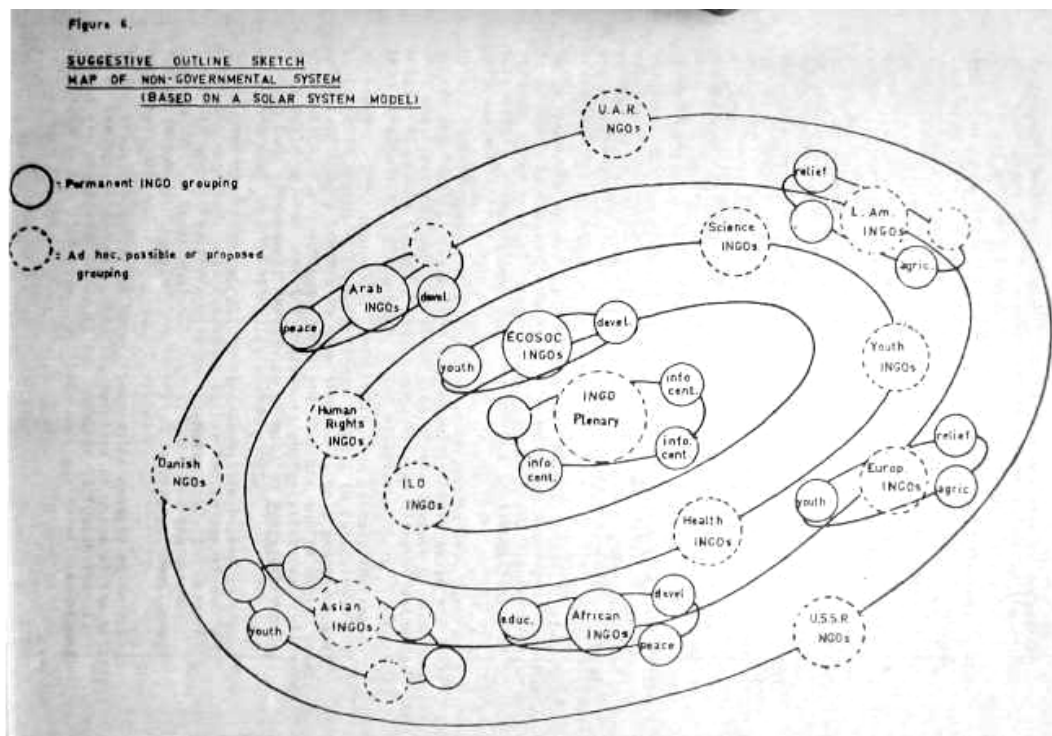 Figure 6.
SUGGESTIVE OUTLINE SKETCH
MAP OF NON-GOVERNMENTAL SYSTEM
(BASED ON A SOLAR SYSTEM MODEL)
= Permanent INGO grouping
= Ad hoc, possible or proposed
grouping
U.A.R.
NGOs
relief
L. Am.
INGOs
agric.
Science
INGOs
Arab
INGOs
peace
devel.
ECOSOC
INGOs
youth
devel.
Youth
INGOs
INGO
Plenary
info
cent.
info.
cent
info.
cent.
Human
Rights
INGOs
Danish
NGOs
ILO
INGOs
relief
Europ.
INGOs
youth
agric
Health
INGOs
Asian
INGOs
youth
educ.
African
INGOs
devel
peace
U.S.S.R.
NGOs